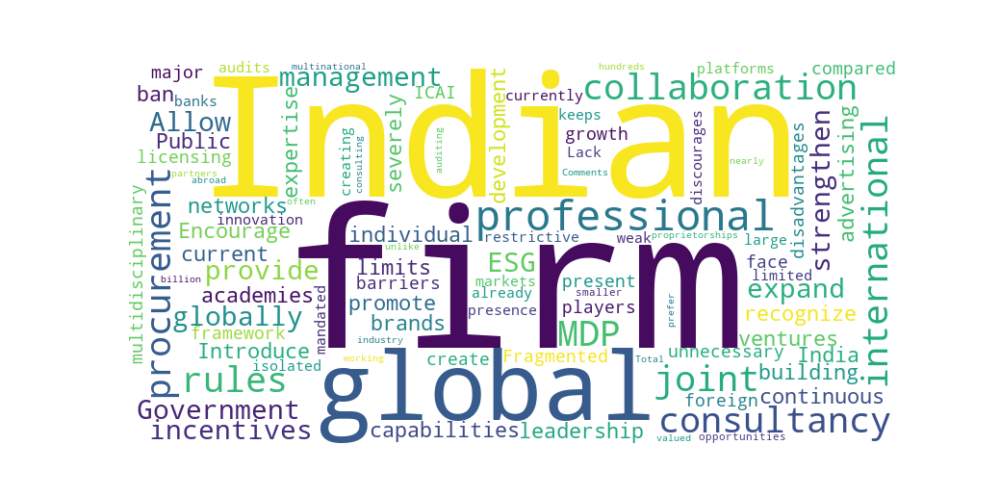 major
audits
multinational
management
ban
banks
Allow
Public
licensing
partners
abroad
expertise
creating
consulting
severely
ICAI
auditing
development
Indian
currently
collaboration
hundreds
platforms
compared
keeps
growth
Lack
Comments
discourages
nearly
disadvantages
strengthen
advertising
international
multidisciplinary
procurement
networks
innovation
often
Encourage
current
provide
academies
globally
framework
Introduce
isolated
rules
mandated
individual
unlike
limits
barriers
promote
brands
industry
working
firm
professional
restrictive
weak
proprietorships
large
ESG
markets
already
presence
smaller
present
players
MDP
prefer
face
limited
expand
recognize
billion
create
Fragmented
Total
unnecessary
ventures
India
building
joint
foreign
continuous
Government
incentives
global
capabilities
leadership
consultancy
valued
opportunities